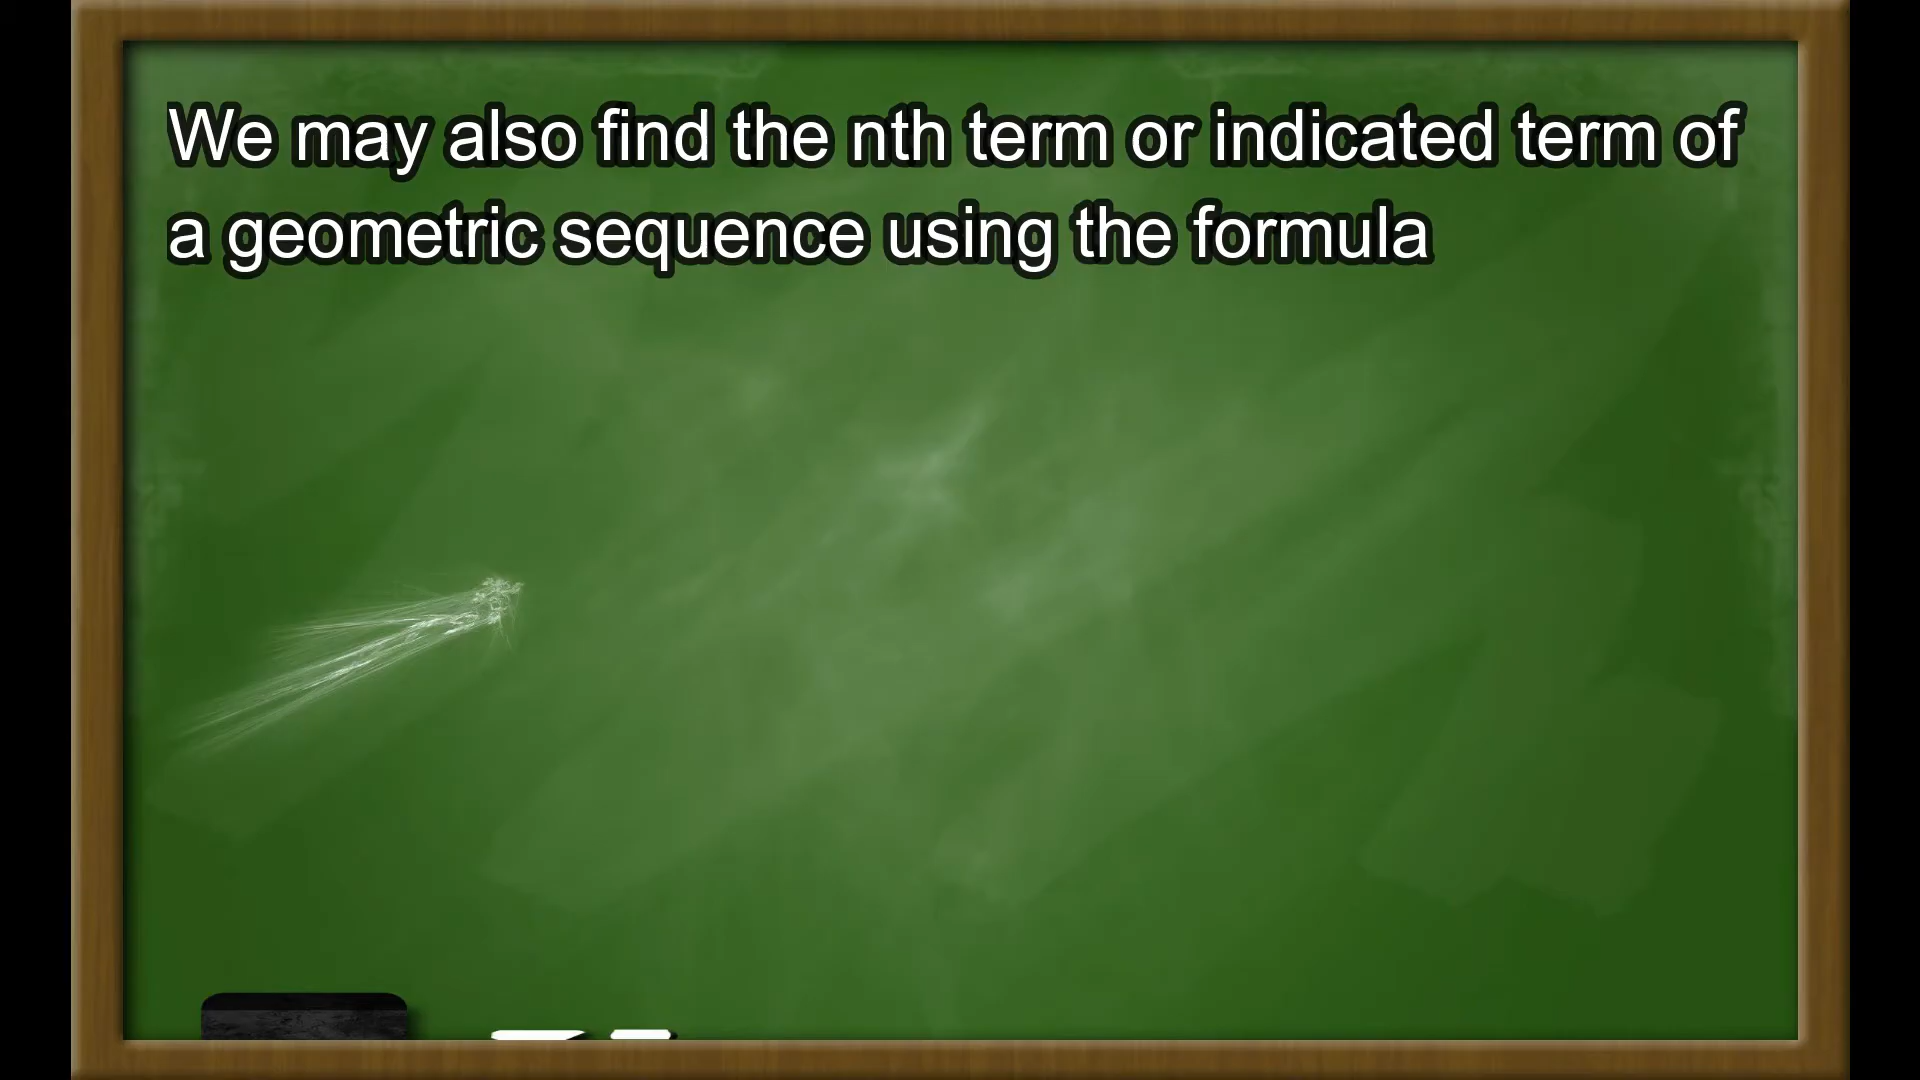 We may also find the nth term or indicated term of
a geometric sequence using the formula